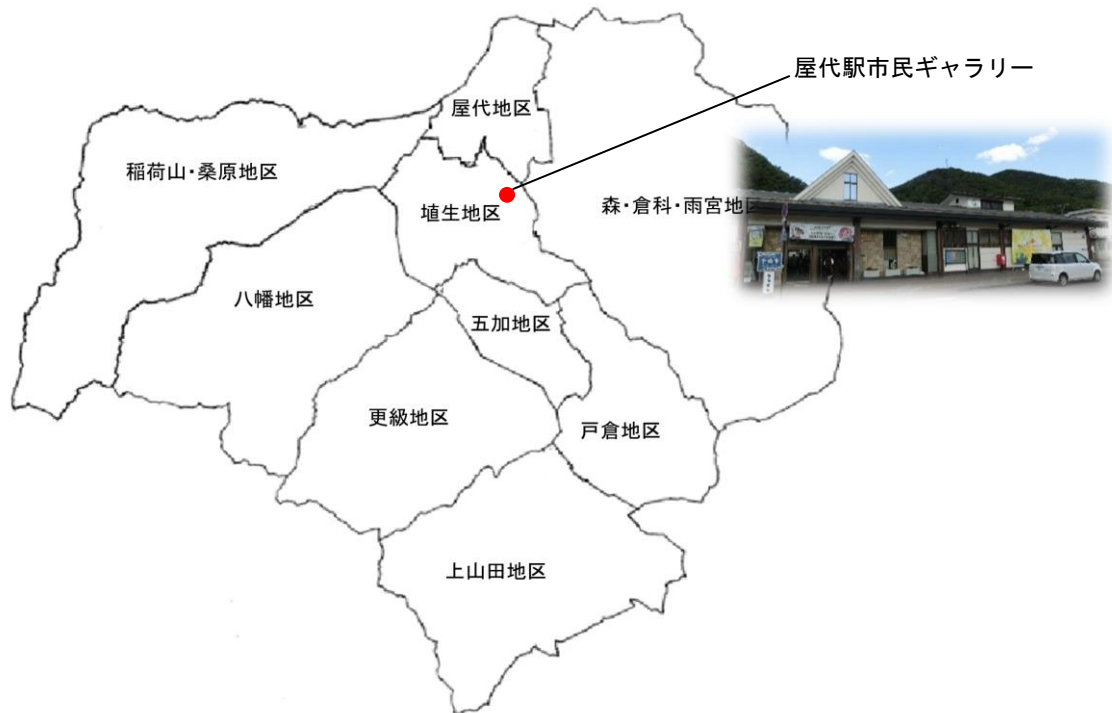 屋代駅市民ギャラリー
屋代地区
稲荷山・桑原地区
埴生地区
森・倉科・雨宮地区
八幡地区
五加地区
更級地区
戸倉地区
上山田地区